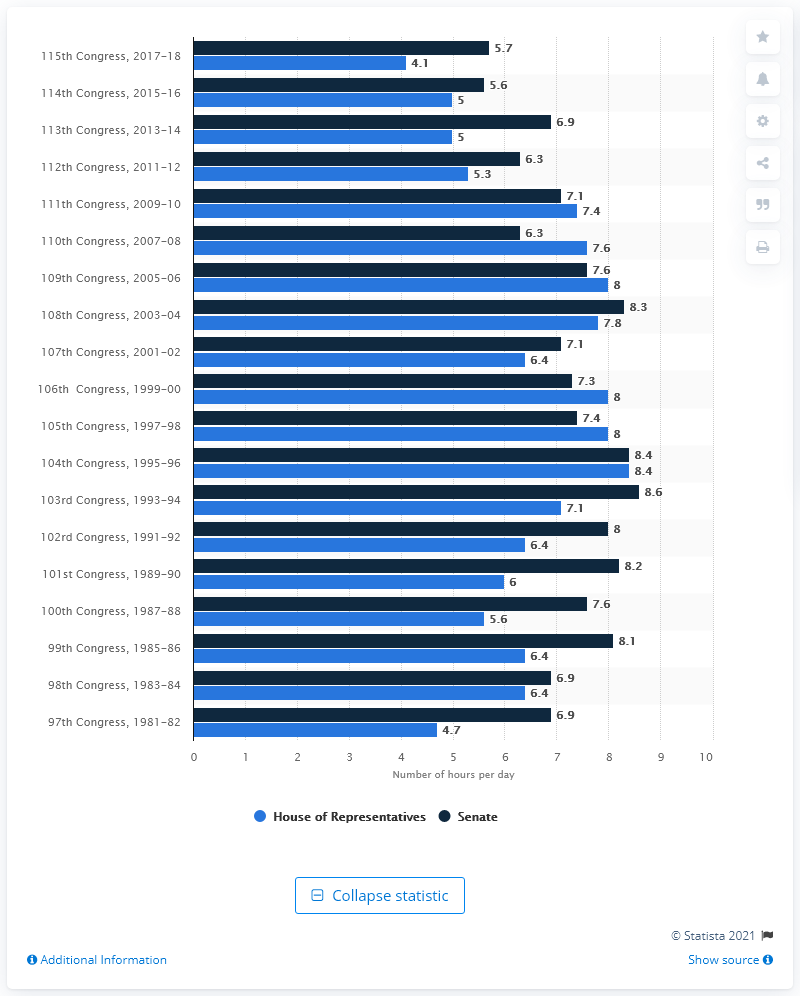 115th Congress, 2017–18
5.7
4.1
114th Congress, 2015–16
5.6
5
113th Congress, 2013–14
6.9
5
112th Congress, 2011–12
6.3
5.3
111th Congress, 2009–10
7.1
7.4
110th Congress, 2007–08
6.3
7.6
109th Congress, 2005–06
7.6
8
108th Congress, 2003–04
8.3
7.8
107th Congress, 2001–02
7.1
6.4
106th  Congress, 1999–00
7.3
8
105th Congress, 1997–98
7.4
8
104th Congress, 1995–96
8.4
8.4
103rd Congress, 1993–94
8.6
7.1
102rd Congress, 1991–92
8
6.4
101st Congress, 1989–90
8.2
6
100th Congress, 1987–88
7.6
5.6
99th Congress, 1985–86
8.1
6.4
98th Congress, 1983–84
6.9
6.4
97th Congress, 1981–82
6.9
4.7
0 1 2 3 4 5 6 7 8 9 10
Number of hours per day
House of Representatives Senate
Collapse statistic
© Statista 2021
Additional Information Show source